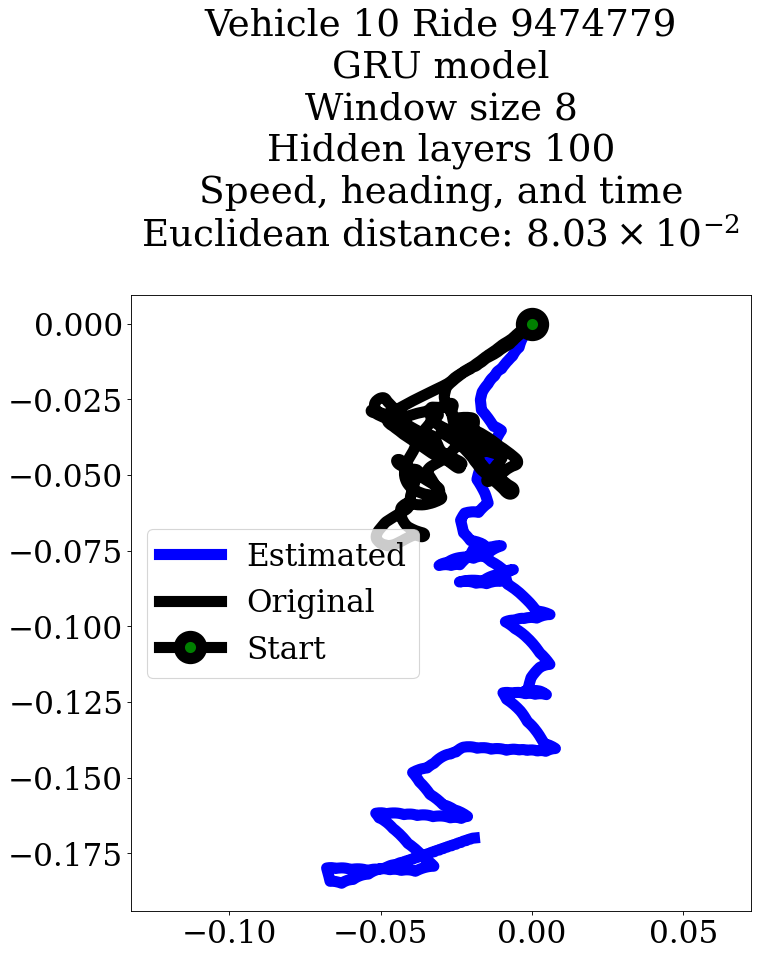 Vehicle 10 Ride 9474779
GRU model
Window size 8
Hidden layers 100
Speed, heading, and time
Euclidean distance: 8.03 × 10⁻²
0.000
−0.025
−0.050
−0.075
−0.100
−0.125
−0.150
−0.175
Estimated
Original
Start
−0.10 −0.05 0.00 0.05